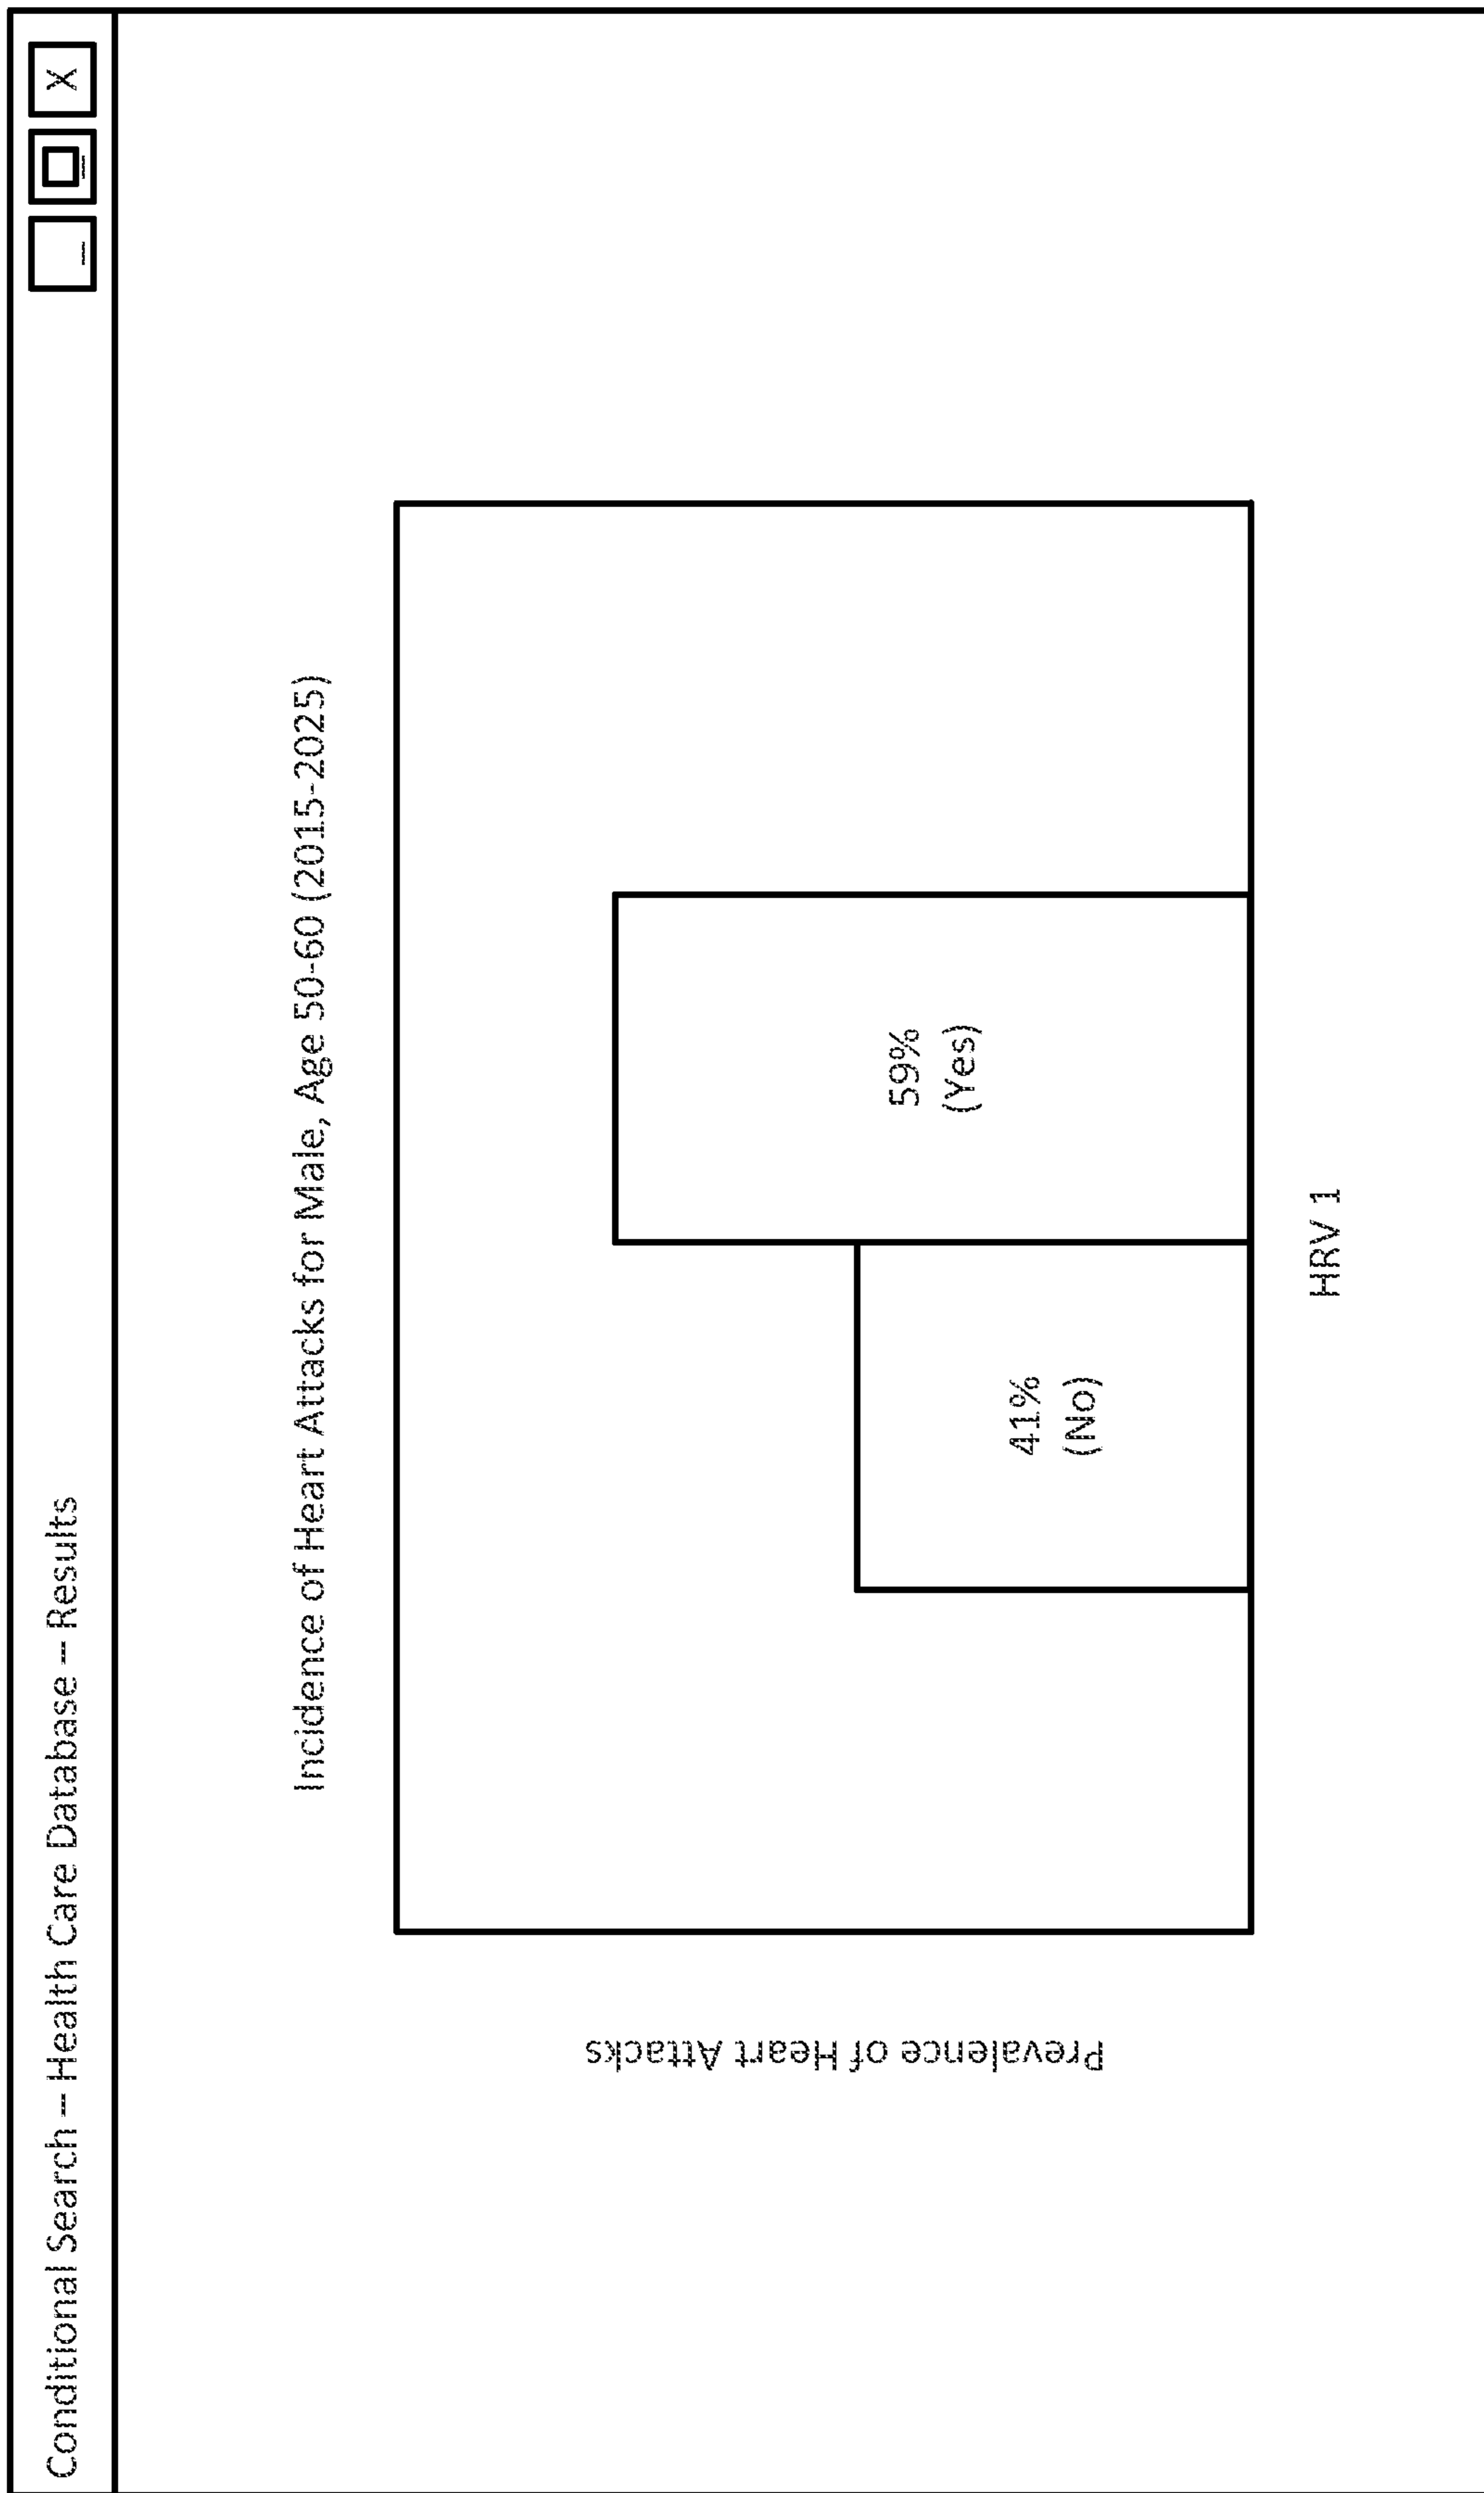 Conditional Search – Health Care Database – Results
_
X
Incidence of Heart Attacks for Male, Age 50-60 (2015-2025)
Prevalence of Heart Attacks
41%
(No)
59%
(Yes)
HRV 1